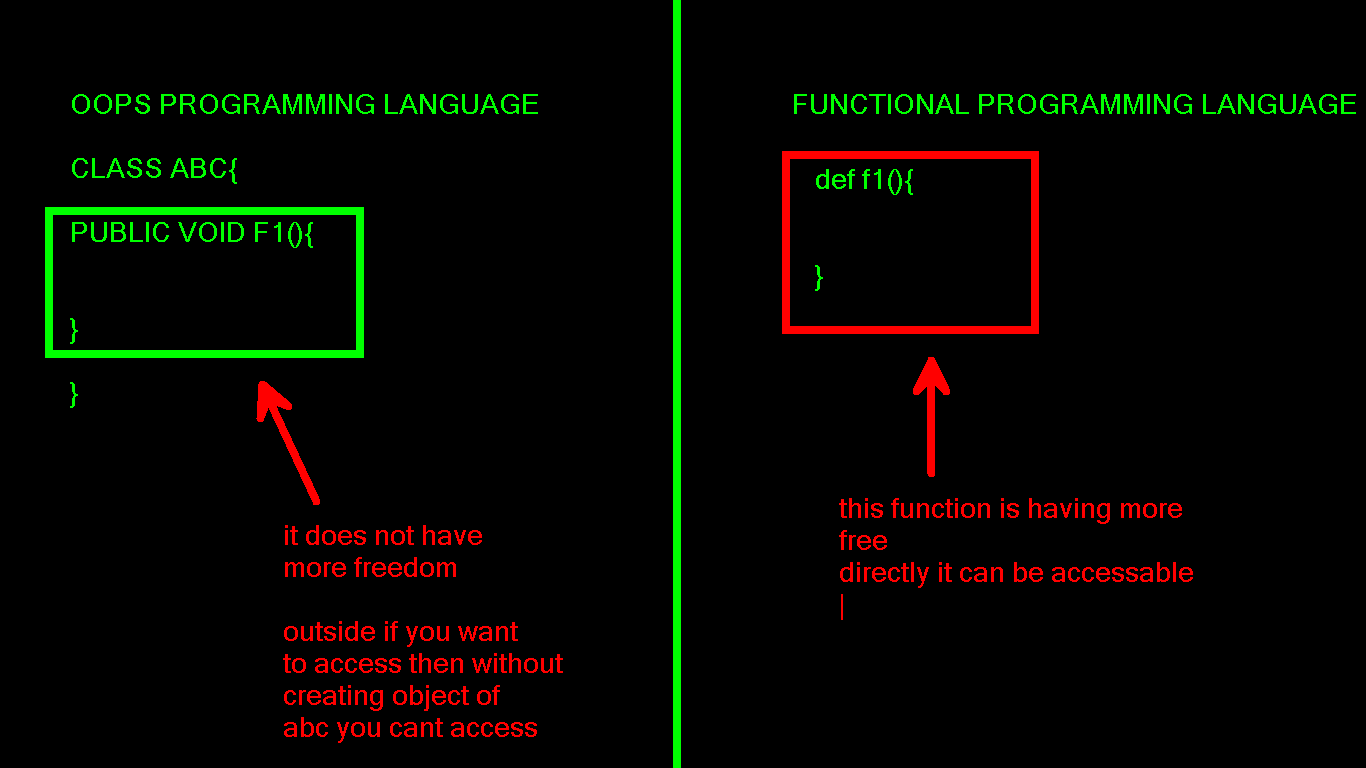 OOPS PROGRAMMING LANGUAGE
CLASS ABC{
PUBLIC VOID F1(){
}
}
it does not have
more freedom
outside if you want
to access then without
creating object of
abc you cant access
FUNCTIONAL PROGRAMMING LANGUAGE
def f1(){
}
this function is having more
free
directly it can be accessable